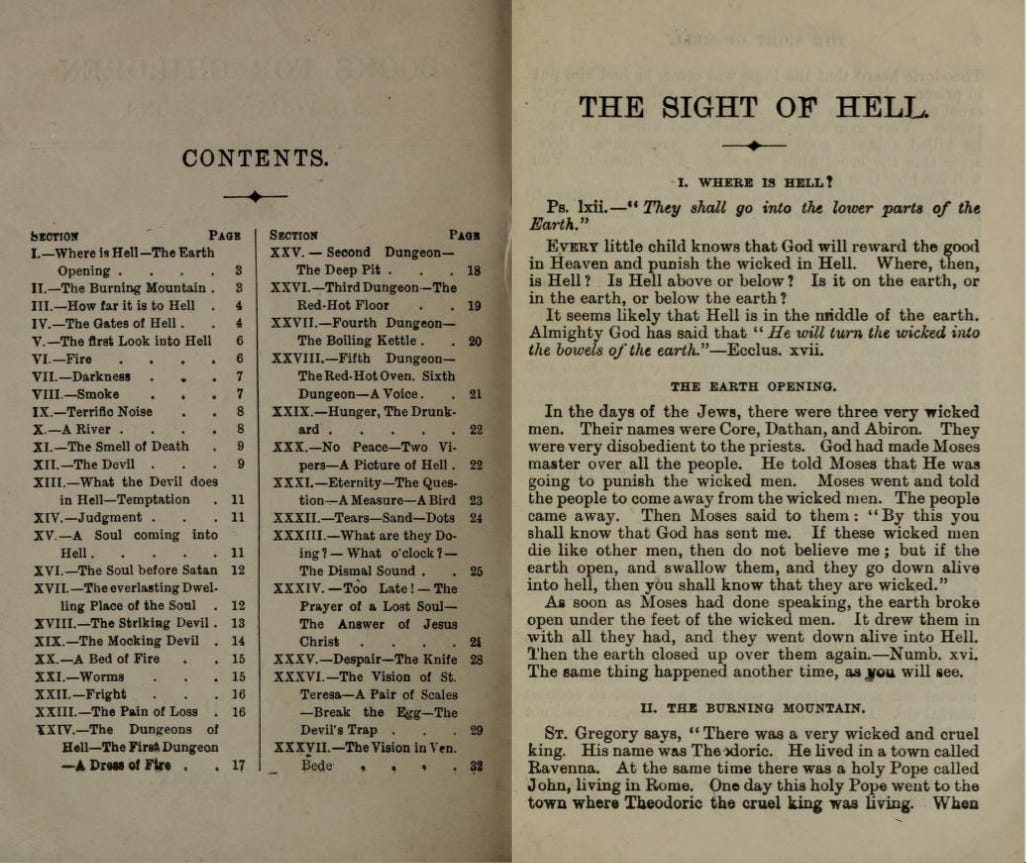 CONTENTS.
SECTION PAGE
I.—Where is Hell—The Earth
Opening . . . . 3
II.—The Burning Mountain . 3
III.—How far it is to Hell . 4
IV.—The Gates of Hell . . 4
V.—The first Look into Hell 6
VI.—Fire . . . . 6
VII.—Darkness . . . 7
VIII.—Smoke . . . 7
IX.—Terrific Noise . . 8
X.—A River . . . . 8
XI.—The Smell of Death . 9
XII.—The Devil . . . 9
XIII.—What the Devil does
in Hell—Temptation . 11
XIV.—Judgment . . . 11
XV.—A Soul coming into
Hell . . . . . 11
XVI.—The Soul before Satan 12
XVII.—The everlasting Dwel-
ling Place of the Soul . 12
XVIII.—The Striking Devil . 13
XIX.—The Mocking Devil . 14
XX.—A Bed of Fire . . 15
XXI.—Worms . . . 15
XXII.—Fright . . . 16
XXIII.—The Pain of Loss . 16
XXIV.—The Dungeons of
Hell—The First Dungeon
—A Dress of Fire . . 17
SECTION PAGE
XXV. — Second Dungeon—
The Deep Pit . . . 18
XXVI.—Third Dungeon—The
Red-Hot Floor . . 19
XXVII.—Fourth Dungeon—
The Boiling Kettle . . 20
XXVIII.—Fifth Dungeon—
The Red-Hot Oven. Sixth
Dungeon—A Voice . . 21
XXIX.—Hunger, The Drunk-
ard . . . . . 22
XXX.—No Peace—Two Vi-
pers—A Picture of Hell . 22
XXXI.—Eternity—The Ques-
tion—A Measure—A Bird 23
XXXII.—Tears—Sand—Dots 24
XXXIII.—What are they Do-
ing?—What o'clock?—
The Dismal Sound . . 25
XXXIV.—Too Late!—The
Prayer of a Lost Soul—
The Answer of Jesus
Christ . . . .
XXXV.—Despair—The Knife 28
XXXVI.—The Vision of St.
Teresa—A Pair of Scales
—Break the Egg—The
Devil's Trap . . . 29
XXXVII.—The Vision in Ven.
Bede . . . . 32
THE SIGHT OF HELL.
I. WHERE IS HELL?
Ps. lxii.—"They shall go into the lower parts of the
Earth."
EVERY little child knows that God will reward the good
in Heaven and punish the wicked in Hell. Where, then,
is Hell? Is Hell above or below? Is it on the earth, or
in the earth, or below the earth?
It seems likely that Hell is in the middle of the earth.
Almighty God has said that "He will turn the wicked into
the bowels of the earth."—Ecclus. xvii.
THE EARTH OPENING.
In the days of the Jews, there were three very wicked
men. Their names were Core, Dathan, and Abiron. They
were very disobedient to the priests. God had made Moses
master over all the people. He told Moses that He was
going to punish the wicked men. Moses went and told
the people to come away from the wicked men. The people
came away. Then Moses said to them: "By this you
shall know that God has sent me. If these wicked men
die like other men, then do not believe me; but if the
earth open, and swallow them, and they go down alive
into hell, then you shall know that they are wicked."
As soon as Moses had done speaking, the earth broke
open under the feet of the wicked men. It drew them in
with all they had, and they went down alive into Hell.
Then the earth closed up over them again.—Numb. xvi.
The same thing happened another time, as you will see.
II. THE BURNING MOUNTAIN.
ST. Gregory says, "There was a very wicked and cruel
king. His name was Theodoric. He lived in a town called
Ravenna. At the same time there was a holy Pope called
John, living in Rome. One day this holy Pope went to the
town where Theodoric the cruel king was living. When